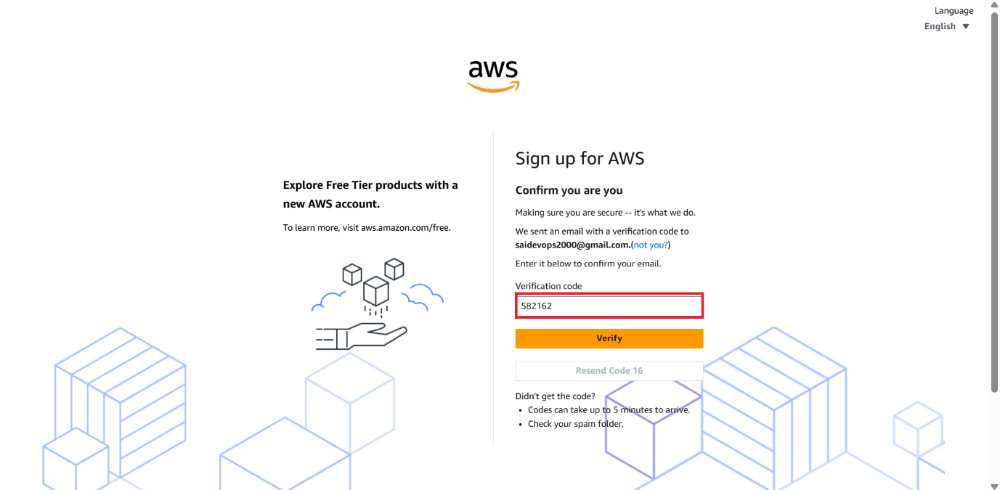 Language
English
aws
Explore Free Tier products with a
new AWS account.
To learn more, visit aws.amazon.com/free.
Sign up for AWS
Confirm you are you
Making sure you are secure -- it's what we do.
We sent an email with a verification code to
saidevops2000@gmail.com.(not you?)
Enter it below to confirm your email.
Verification code
582162
Verify
Resend Code 16
Didn't get the code?
• Codes can take up to 5 minutes to arrive.
• Check your spam folder.